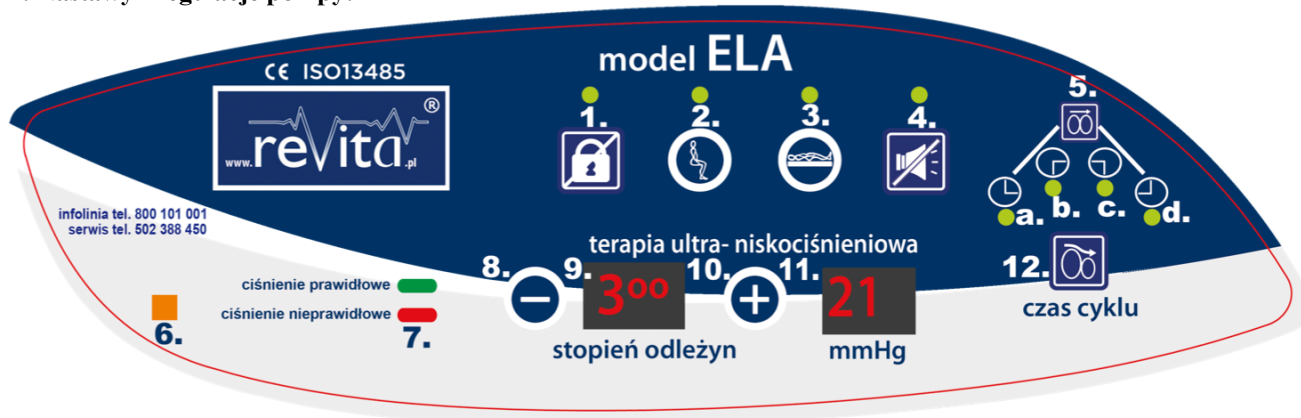 model ELA
CE ISO13485
www.reVita.pl ®
1.
2.
3.
4.
5.
a.
b.
c.
d.
infolinia tel. 800 101 001
serwis tel. 502 388 450
terapia ultra- niskociśnieniowa
8.
9.
3⁰⁰
10.
11.
21
12.
ciśnienie prawidłowe
ciśnienie nieprawidłowe
6.
7.
stopień odleżyn
mmHg
czas cyklu